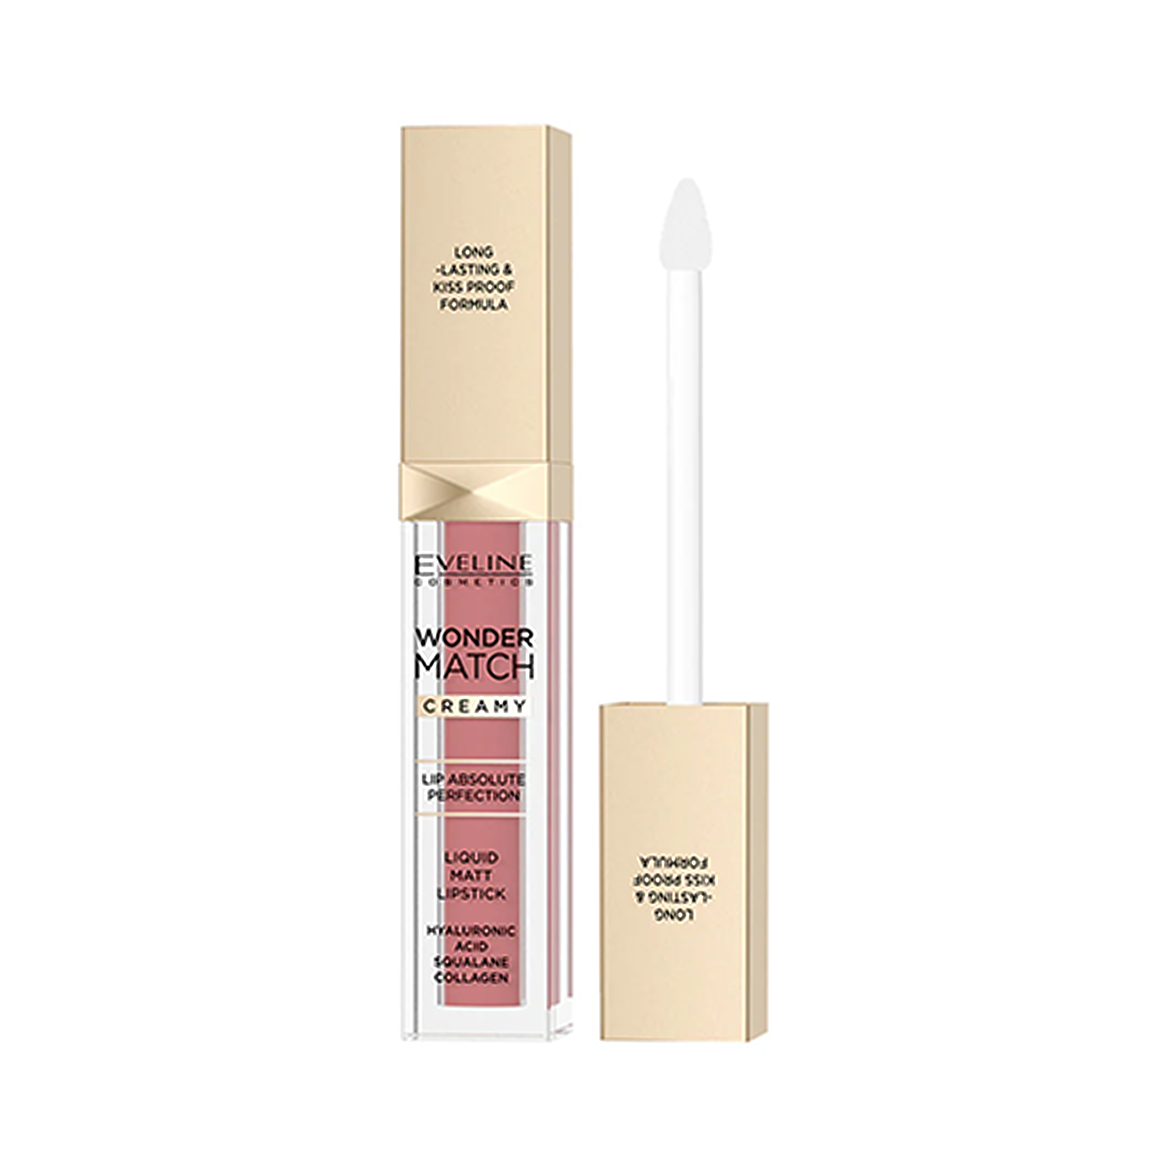 LONG
-LASTING &
KISS PROOF
FORMULA
EVELINE
COSMETICS
WONDER
MATCH
CREAMY
LIP ABSOLUTE
PERFECTION
LIQUID
MATT
LIPSTICK
HYALURONIC
ACID
SQUALANE
COLLAGEN
LONG
-LASTING &
KISS PROOF
FORMULA